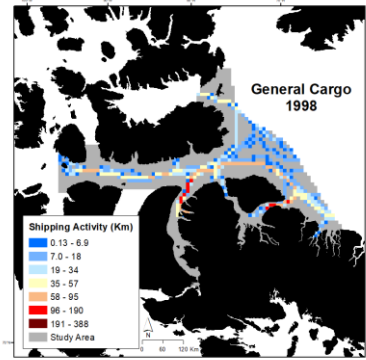 General Cargo
1998
Shipping Activity (Km)
0.13 - 6.9
7.0 - 18
19 - 34
35 - 57
58 - 95
96 - 190
191 - 388
Study Area
N
0 60 120 Km